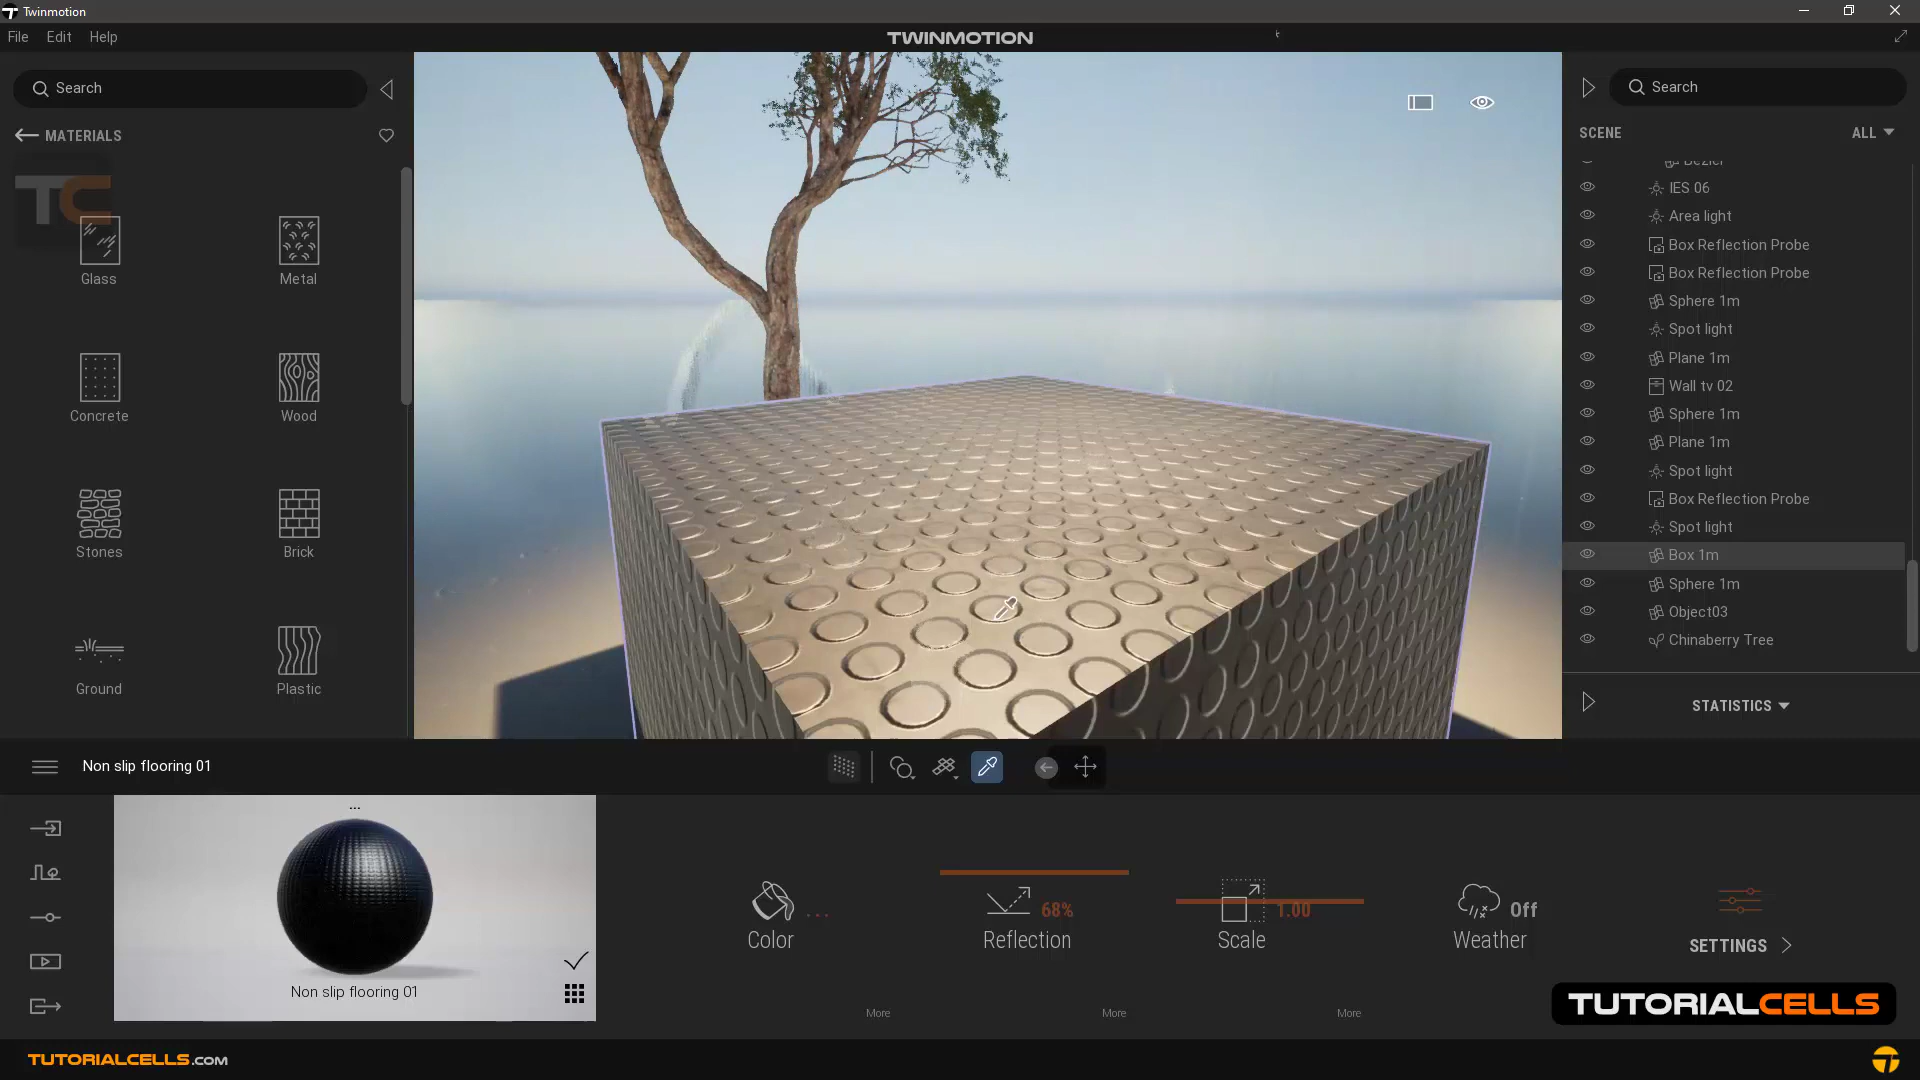 Twinmotion
File Edit Help
TWINMOTION
Search
MATERIALS
TC
Glass
Metal
Concrete
Wood
Stones
Brick
Ground
Plastic
Search
SCENE
ALL
Bezier
IES 06
Area light
Box Reflection Probe
Box Reflection Probe
Sphere 1m
Spot light
Plane 1m
Wall tv 02
Sphere 1m
Plane 1m
Spot light
Box Reflection Probe
Spot light
Box 1m
Sphere 1m
Object03
Chinaberry Tree
STATISTICS
Non slip flooring 01
...
Non slip flooring 01
...
Color
More
68%
Reflection
More
1.00
Scale
More
Off
Weather
SETTINGS
TUTORIALCELLS
TUTORIALCELLS.COM